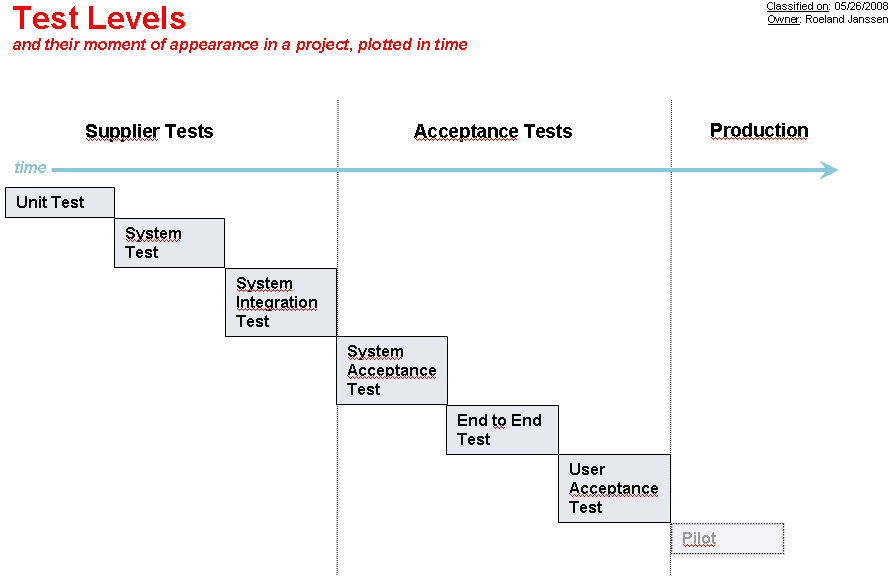 Test Levels
and their moment of appearance in a project, plotted in time
Classified on: 05/26/2008
Owner: Roeland Janssen
Supplier Tests
Acceptance Tests
Production
time
Unit Test
System
Test
System
Integration
Test
System
Acceptance
Test
End to End
Test
User
Acceptance
Test
Pilot